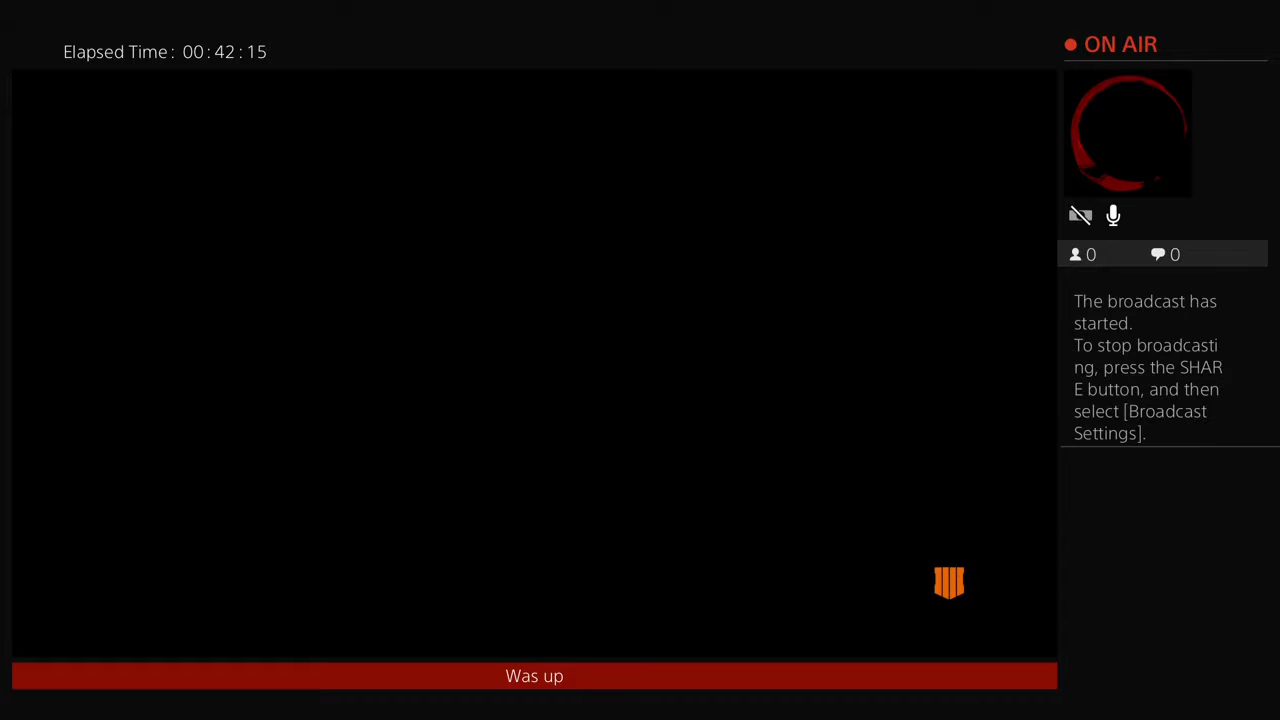 Elapsed Time: 00:42:15
ON AIR
0 0
The broadcast has
started.
To stop broadcasti
ng, press the SHAR
E button, and then
select [Broadcast
Settings].
Was up